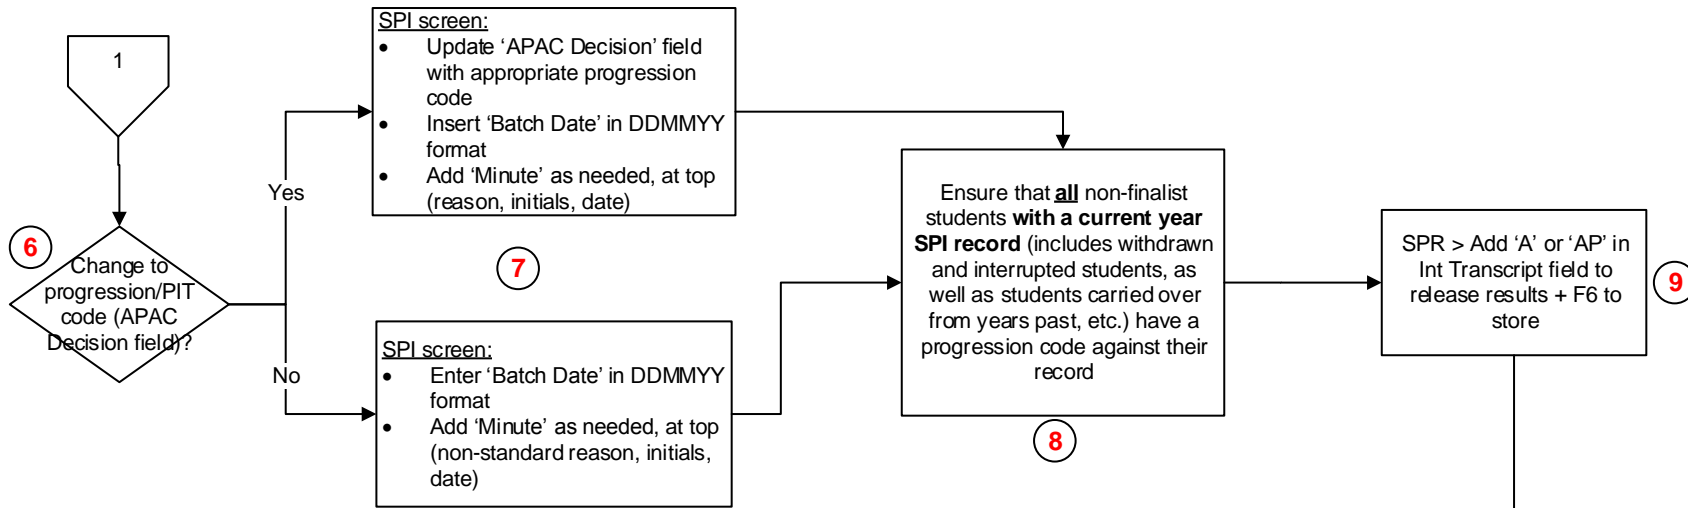 1
6
Change to
progression/PIT
code (APAC
Decision field)?
Yes
No
SPI screen:
• Update ‘APAC Decision’ field
with appropriate progression
code
• Insert ‘Batch Date’ in DDMMYY
format
• Add ‘Minute’ as needed, at top
(reason, initials, date)
7
SPI screen:
• Enter ‘Batch Date’ in DDMMYY
format
• Add ‘Minute’ as needed, at top
(non-standard reason, initials,
date)
Ensure that all non-finalist
students with a current year
SPI record (includes withdrawn
and interrupted students, as
well as students carried over
from years past, etc.) have a
progression code against their
record
8
SPR > Add ‘A’ or ‘AP’ in
Int Transcript field to
release results + F6 to
store
9